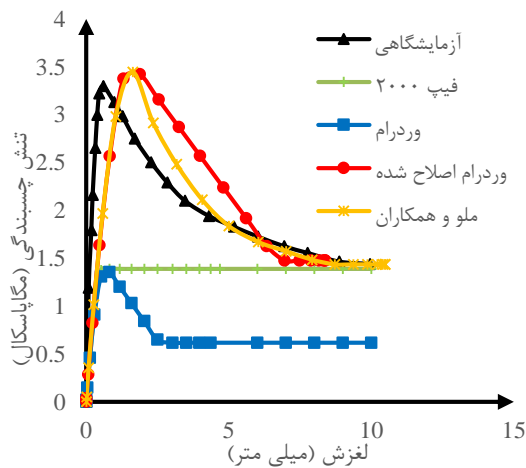 4
3.5
3
2.5
2
1.5
1
0.5
0
تنش چسبندگی (مگاپاسکال)
آزمایشگاهی
فیپ ۲۰۰۰
وردرام
وردرام اصلاح شده
ملو و همکاران
0 5 10 15
لغزش (میلی متر)